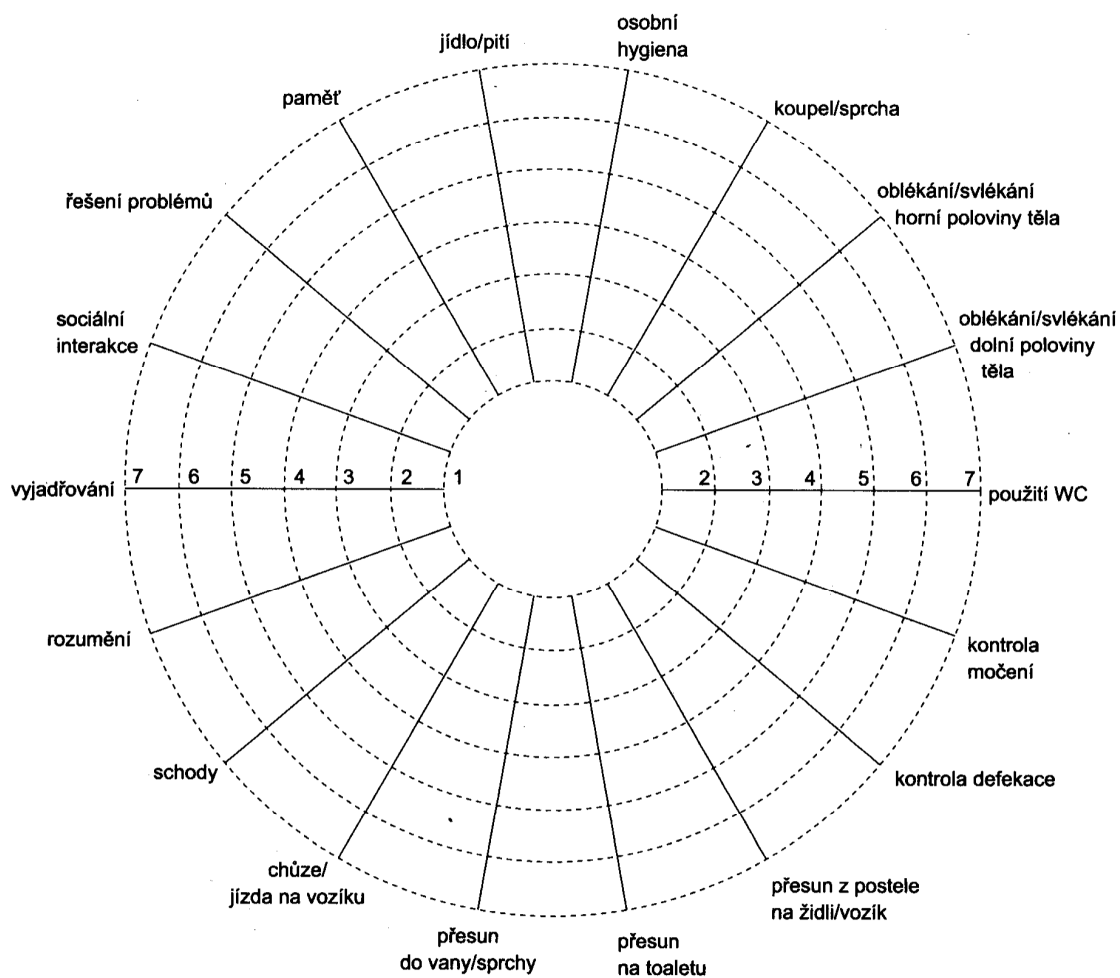 jídlo/pití
osobní
hygiena
paměť
koupel/sprcha
řešení problémů
oblékání/svlékání
horní poloviny těla
sociální
interakce
oblékání/svlékání
dolní poloviny
těla
vyjadřování
7 6 5 4 3 2 1
2 3 4 5 6 7
použití WC
rozumění
kontrola
močení
schody
kontrola defekace
chůze/
jízda na vozíku
přesun z postele
na židli/vozík
přesun
do vany/sprchy
přesun
na toaletu